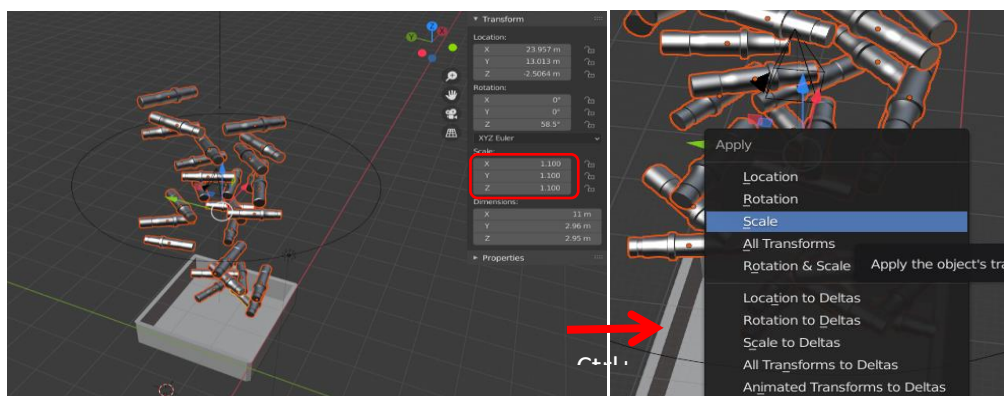 Transform
Location:
X 23.957 m
Y 13.013 m
Z -2.5064 m
Rotation:
X 0°
Y 0°
Z 58.5°
XYZ Euler
Scale:
X 1.100
Y 1.100
Z 1.100
Dimensions:
X 11 m
Y 2.96 m
Z 2.95 m
Properties
Z
Y
Apply
Location
Rotation
Scale
All Transforms
Rotation & Scale
Apply the object's
Location to Deltas
Rotation to Deltas
Scale to Deltas
All Transforms to Deltas
Animated Transforms to Deltas